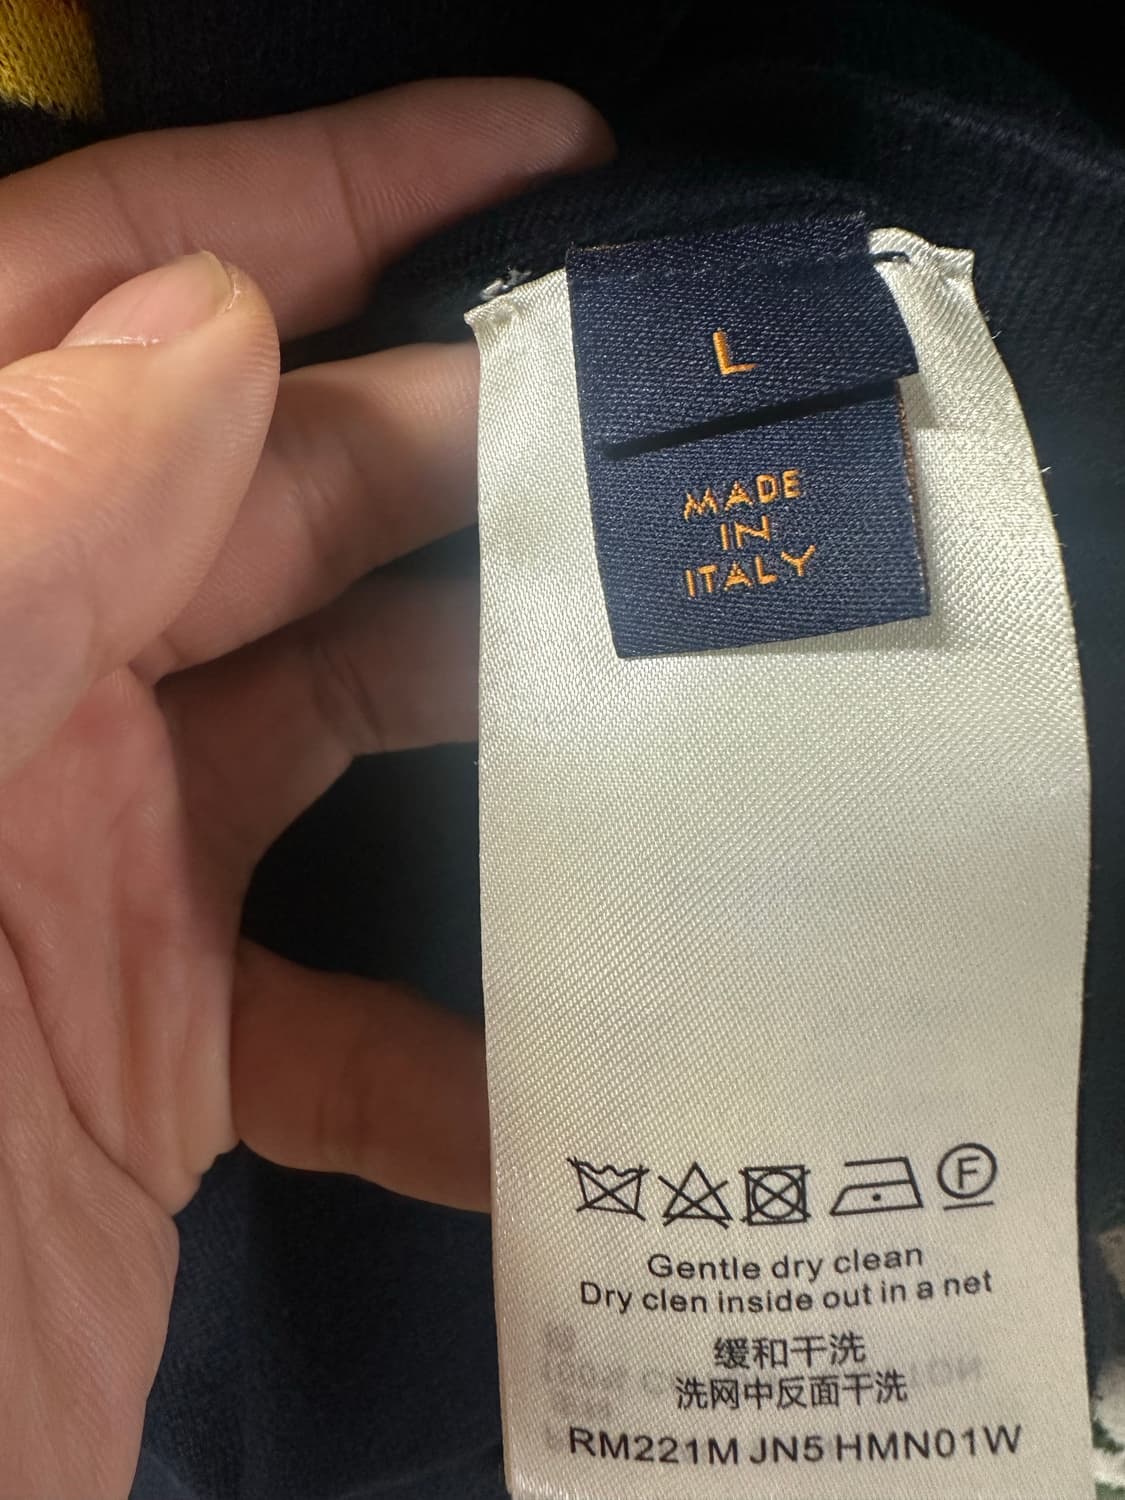 L
MADE
IN
ITALY
F
Gentle dry clean
Dry clen inside out in a net
缓和干洗
洗网中反面干洗
RM221M JN5 HMN01W